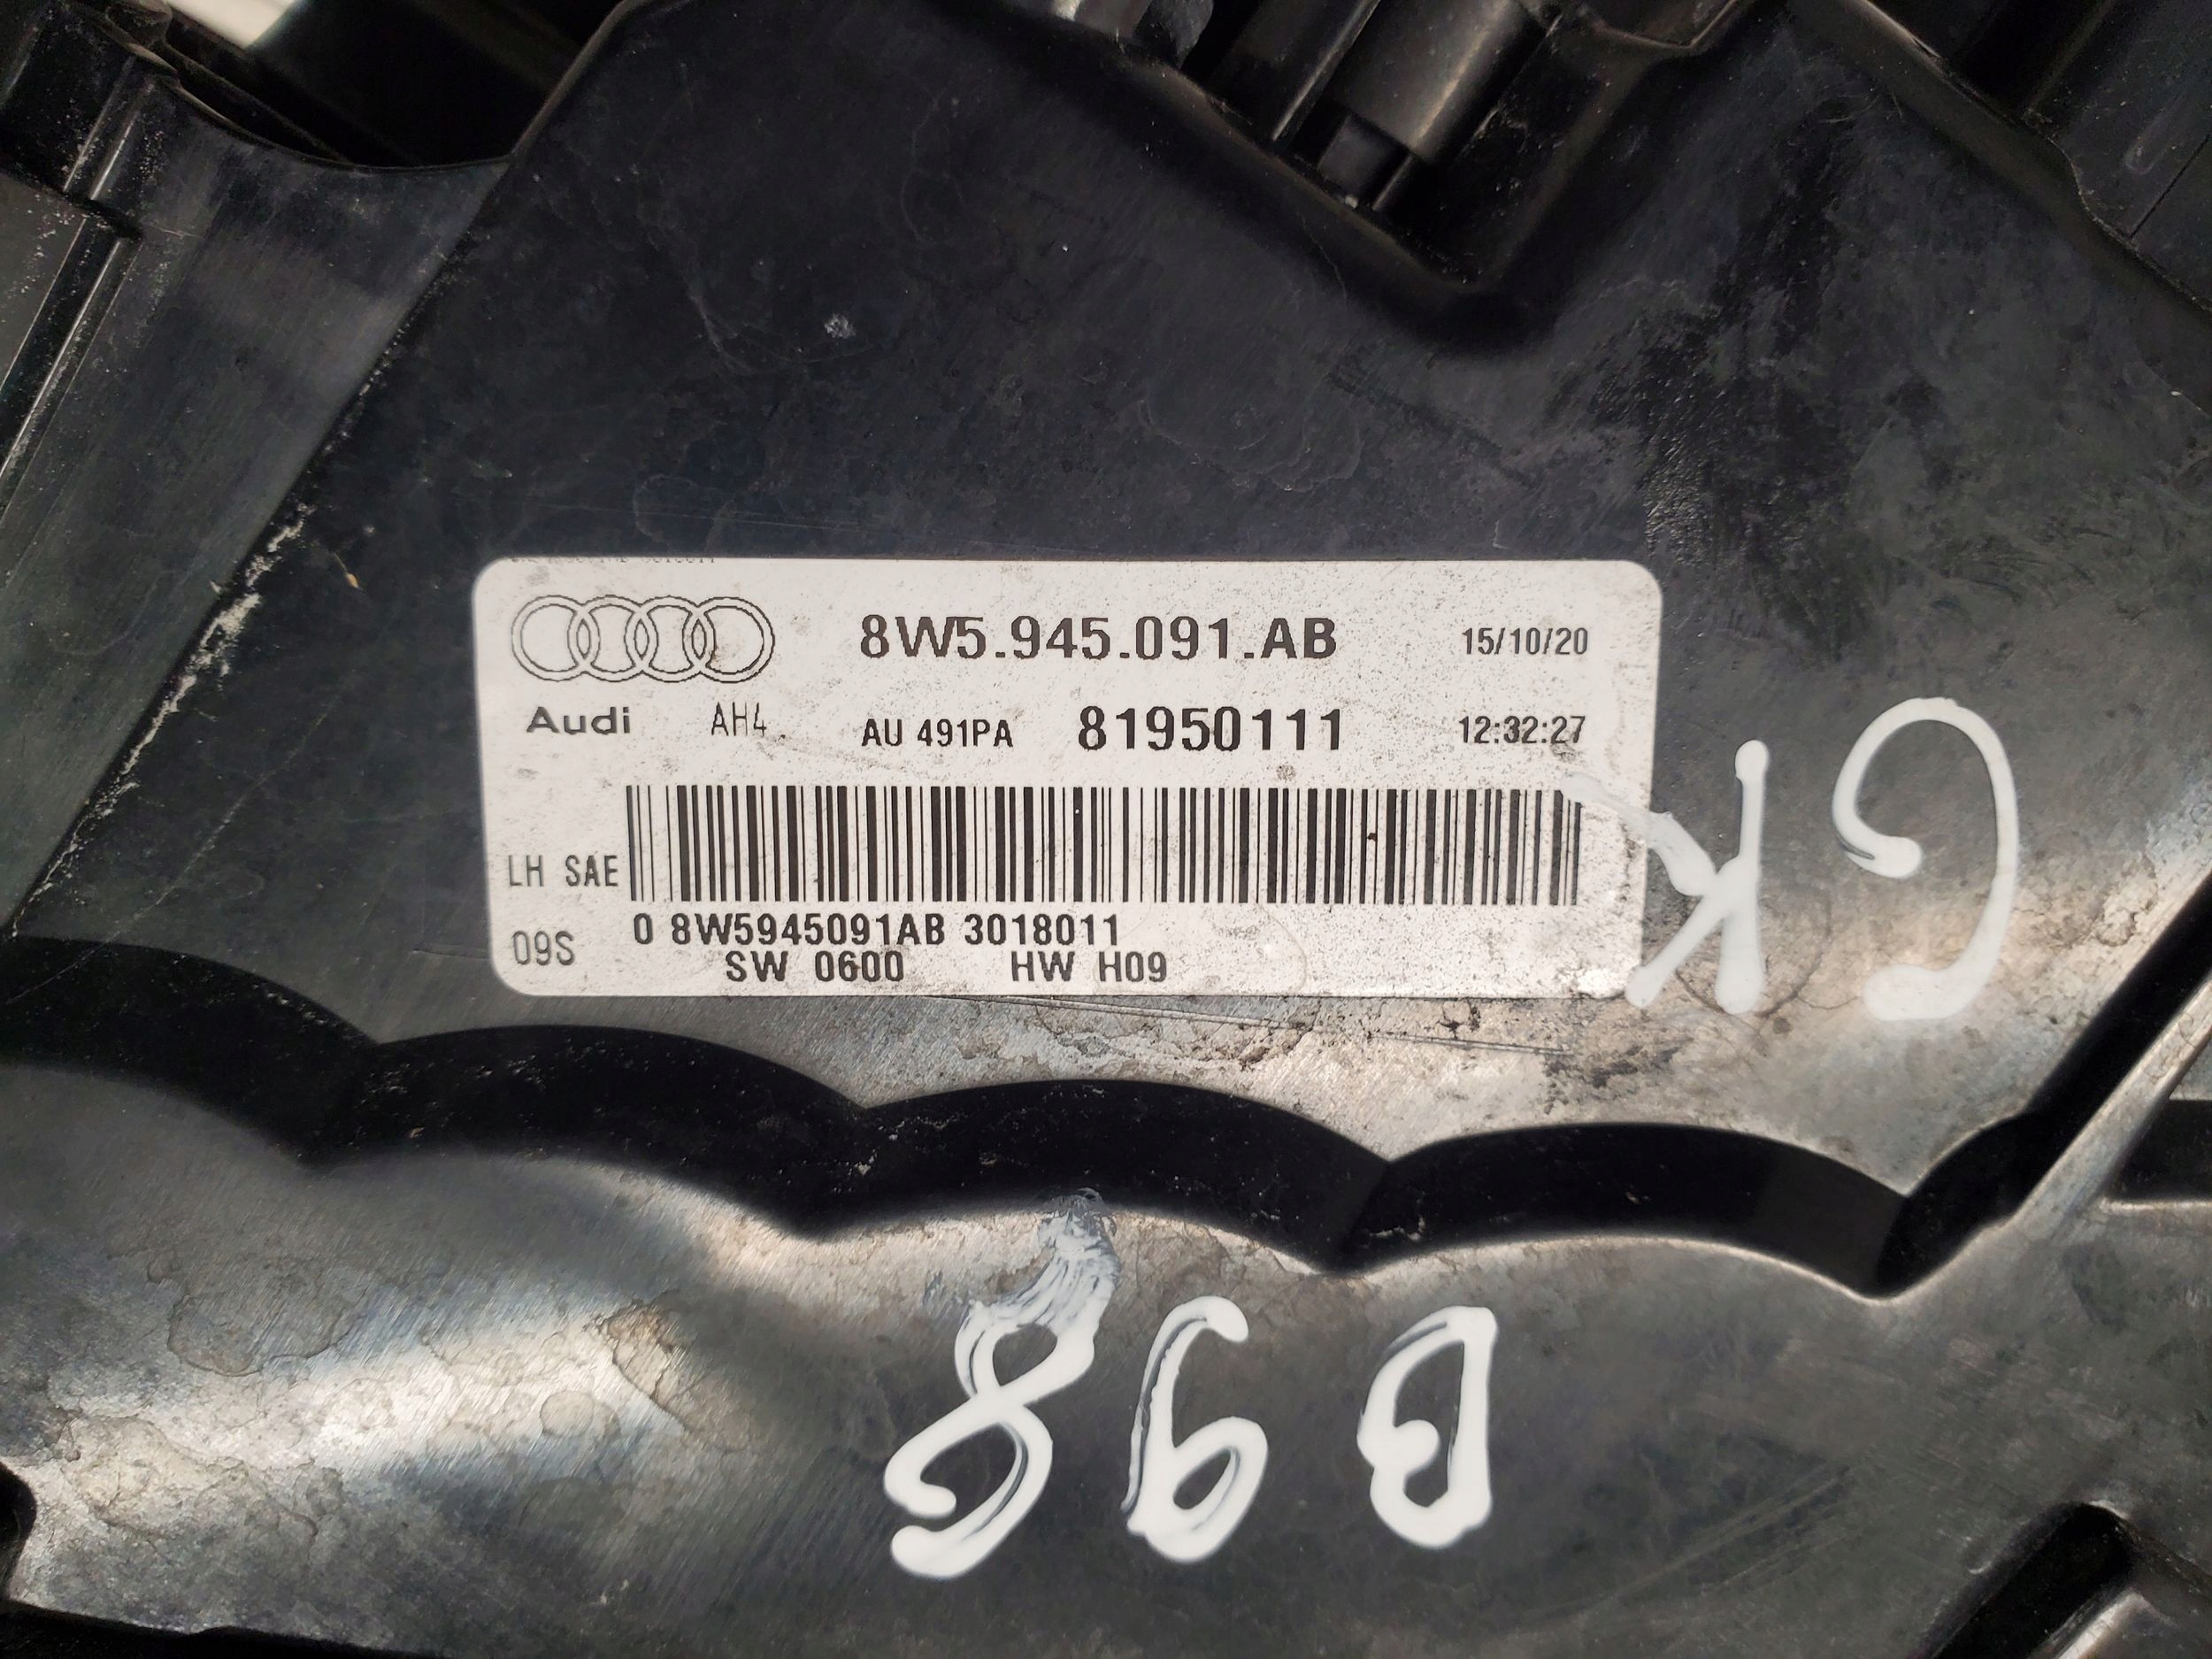 8W5.945.091.AB 15/10/20
Audi AH4. AU 491PA 81950111 12:32:27
LH SAE
0 8W5945091AB 3018011
09S SW 0600 HW H09
GK
B98